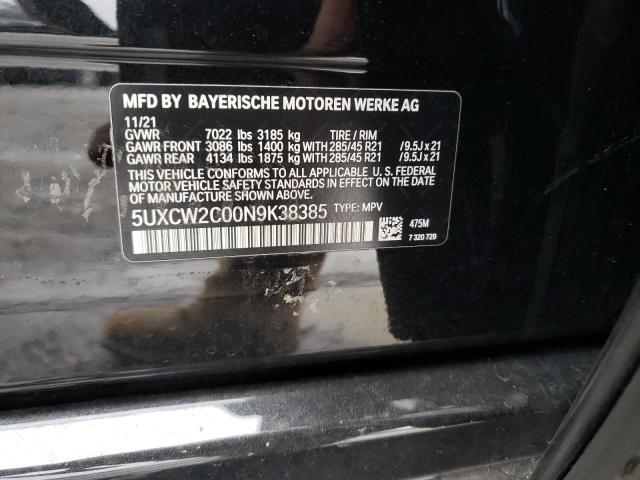 MFD BY BAYERISCHE MOTOREN WERKE AG
11/21
GVWR 7022 lbs 3185 kg TIRE / RIM
GAWR FRONT 3086 lbs 1400 kg WITH 285/45 R21 / 9.5J x 21
GAWR REAR 4134 lbs 1875 kg WITH 285/45 R21 / 9.5J x 21
THIS VEHICLE CONFORMS TO ALL APPLICABLE U. S. FEDERAL
MOTOR VEHICLE SAFETY STANDARDS IN EFFECT ON THE DATE OF
MANUFACTURE SHOWN ABOVE.
5UXCW2C00N9K38385 TYPE: MPV
475M
7 320 729